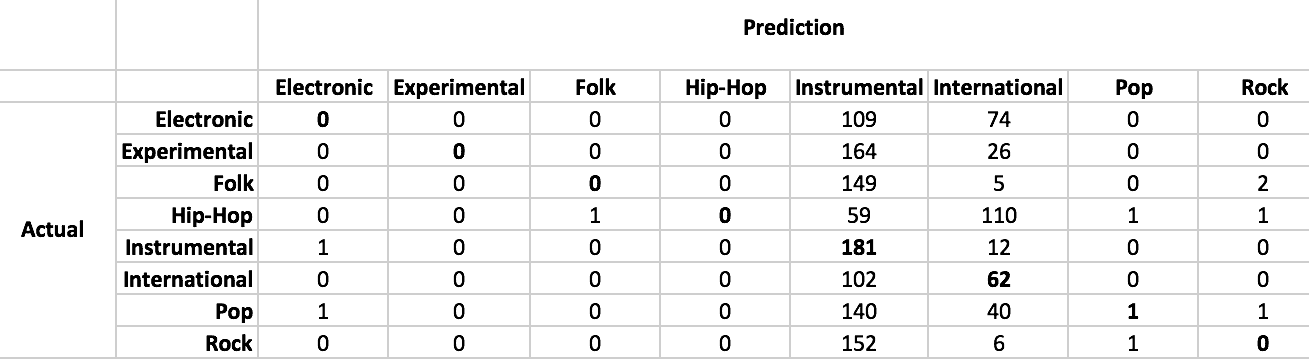 Prediction
Electronic Experimental Folk Hip-Hop Instrumental International Pop Rock
Electronic 0 0 0 0 109 74 0 0
Experimental 0 0 0 0 164 26 0 0
Folk 0 0 0 0 149 5 0 2
Hip-Hop 0 0 1 0 59 110 1 1
Actual
Instrumental 1 0 0 0 181 12 0 0
International 0 0 0 0 102 62 0 0
Pop 1 0 0 0 140 40 1 1
Rock 0 0 0 0 152 6 1 0